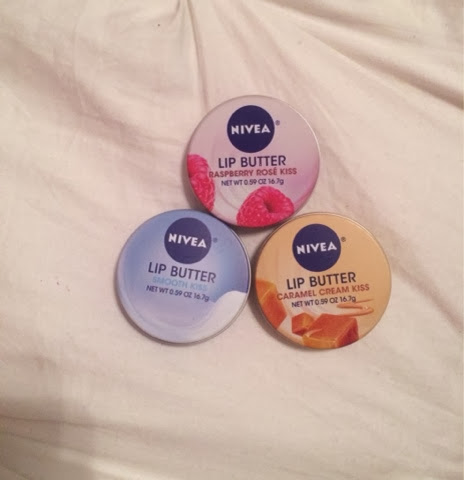 NIVEA®
LIP BUTTER
RASPBERRY ROSÉ KISS
NET WT 0.59 OZ 16.7g
NIVEA®
LIP BUTTER
SMOOTH KISS
NET WT 0.59 OZ 16.7g
NIVEA®
LIP BUTTER
CARAMEL CREAM KISS
NET WT 0.59 OZ 16.7g